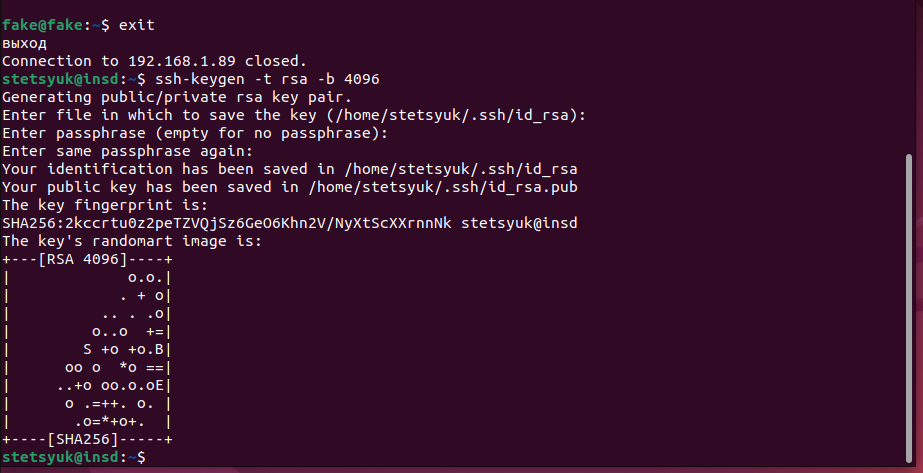 fake@fake:~$ exit
выход
Connection to 192.168.1.89 closed.
stetsyuk@insd:~$ ssh-keygen -t rsa -b 4096
Generating public/private rsa key pair.
Enter file in which to save the key (/home/stetsyuk/.ssh/id_rsa):
Enter passphrase (empty for no passphrase):
Enter same passphrase again:
Your identification has been saved in /home/stetsyuk/.ssh/id_rsa
Your public key has been saved in /home/stetsyuk/.ssh/id_rsa.pub
The key fingerprint is:
SHA256:2kccrtu0z2peTZVQjSz6GeO6Khn2V/NyXtScXXrnnNk stetsyuk@insd
The key's randomart image is:
+---[RSA 4096]----+
|             o.o.|
|            . + o|
|          .. . .o|
|         o..o  +=|
|        S +o +o.B|
|      oo o  *o ==|
|     ..+o oo.o.oE|
|      o .=++. o. |
|       .o=*+o+.  |
+----[SHA256]-----+
stetsyuk@insd:~$